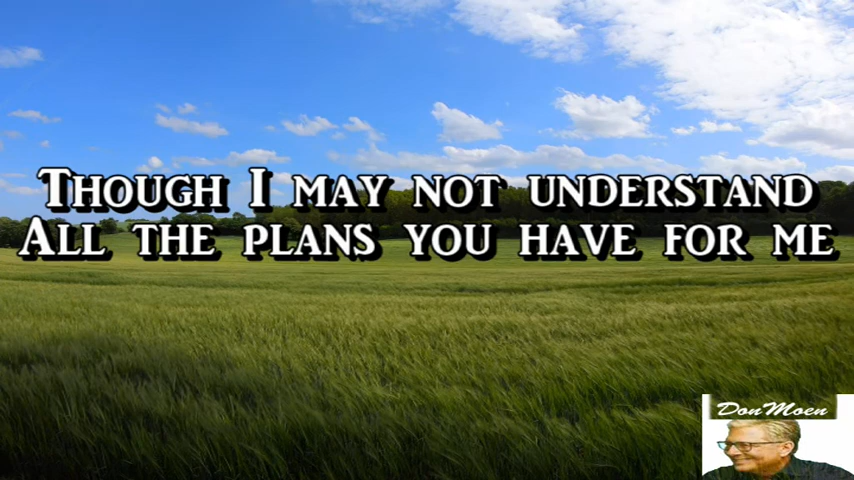 Though I may not understand
All the plans you have for me
Don Moen